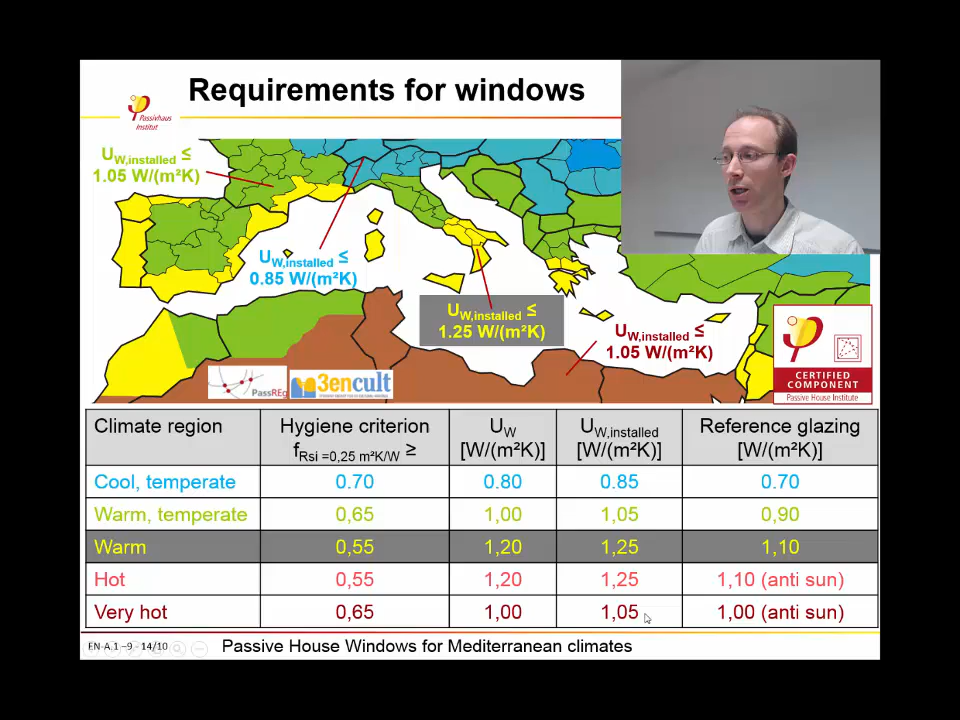 Requirements for windows
Passivhaus
Institut
UW,installed ≤
1.05 W/(m²K)
UW,installed ≤
0.85 W/(m²K)
UW,installed ≤
1.25 W/(m²K)
UW,installed ≤
1.05 W/(m²K)
PassREg
3encult
CERTIFIED
COMPONENT
Passive House Institute
Climate region Hygiene criterion fRsi =0,25 m²K/W ≥ UW [W/(m²K)] UW,installed [W/(m²K)] Reference glazing [W/(m²K)]
Cool, temperate 0.70 0.80 0.85 0.70
Warm, temperate 0,65 1,00 1,05 0,90
Warm 0,55 1,20 1,25 1,10
Hot 0,55 1,20 1,25 1,10 (anti sun)
Very hot 0,65 1,00 1,05 1,00 (anti sun)
EN-A.1 –9 - 14/10 Passive House Windows for Mediterranean climates